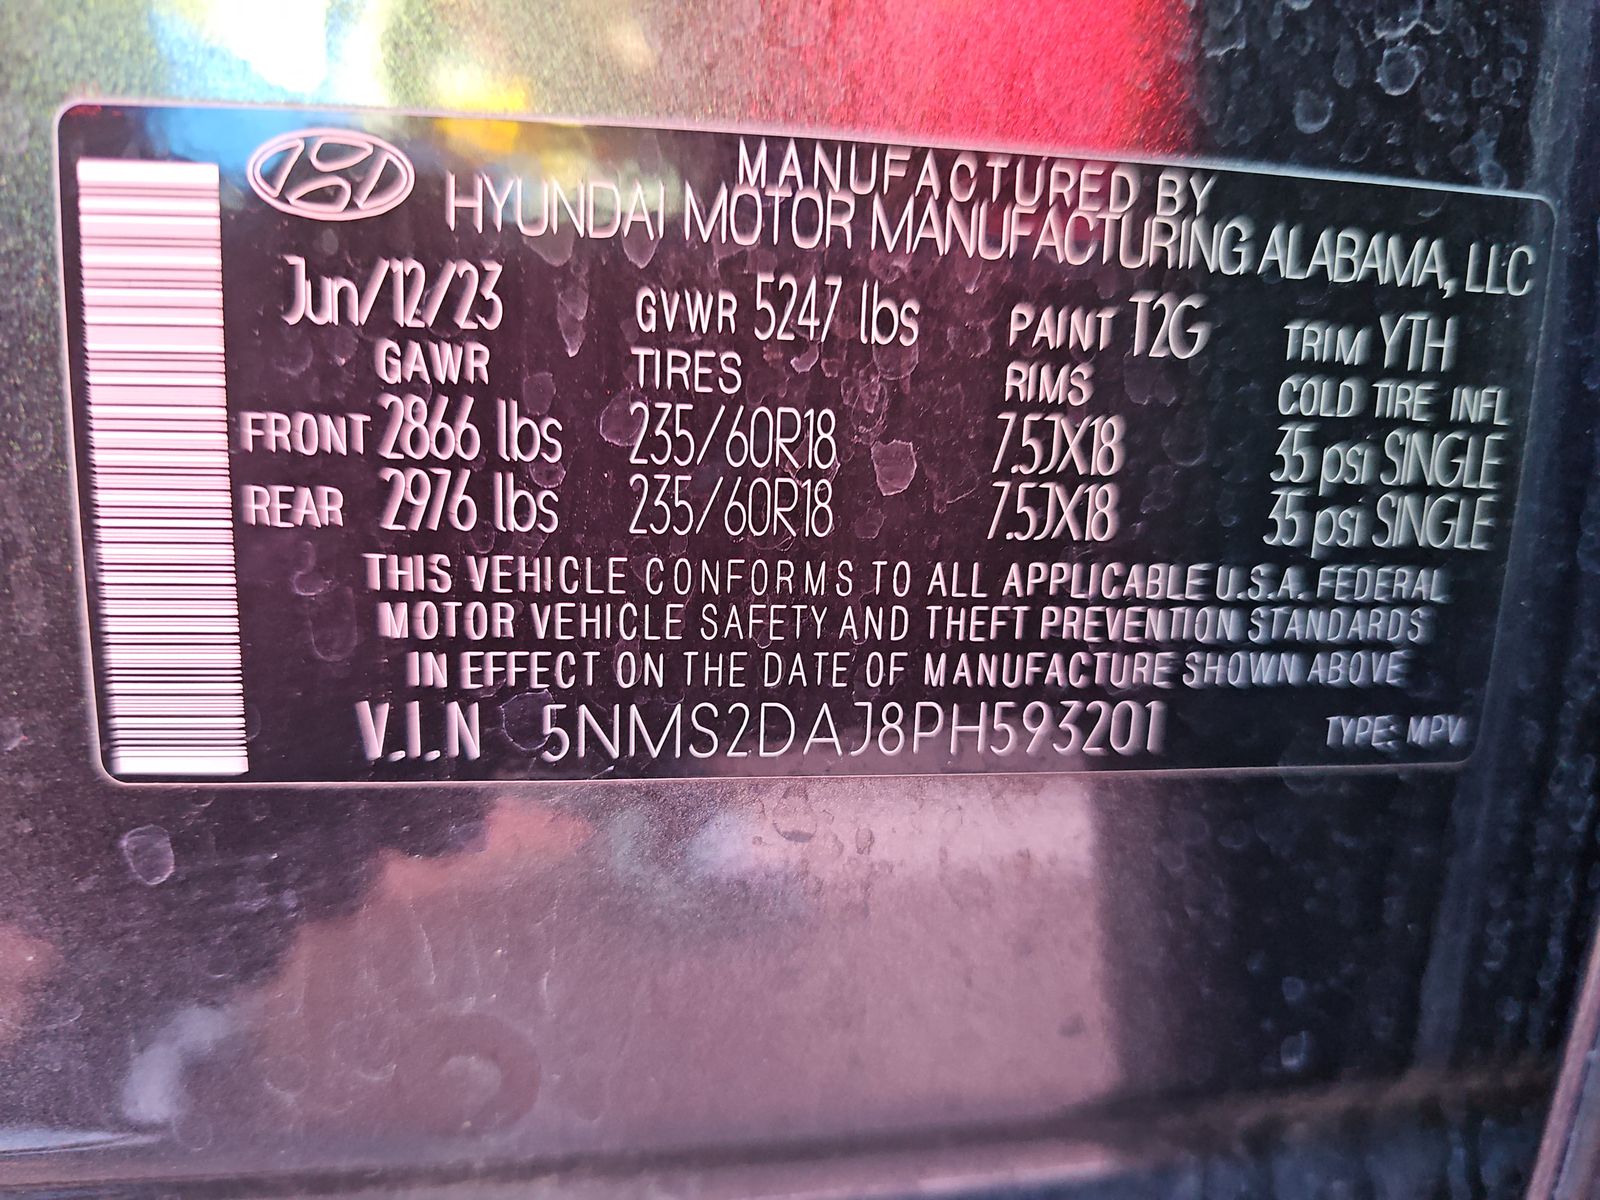 MANUFACTURED BY
HYUNDAI MOTOR MANUFACTURING ALABAMA, LLC
Jun/12/23 GVWR 5247 lbs PAINT T2G TRIM YTH
GAWR TIRES RIMS COLD TIRE INFL
FRONT 2866 lbs 235/60R18 7.5JX18 35 psi SINGLE
REAR 2976 lbs 235/60R18 7.5JX18 35 psi SINGLE
THIS VEHICLE CONFORMS TO ALL APPLICABLE U.S.A. FEDERAL
MOTOR VEHICLE SAFETY AND THEFT PREVENTION STANDARDS
IN EFFECT ON THE DATE OF MANUFACTURE SHOWN ABOVE
V.I.N 5NMS2DAJ8PH593201 TYPE: MPV